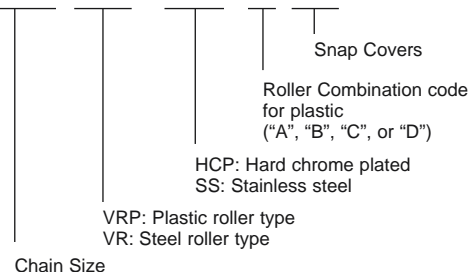 Snap Covers
Roller Combination code
for plastic
(“A”, “B”, “C”, or “D”)
HCP: Hard chrome plated
SS: Stainless steel
VRP: Plastic roller type
VR: Steel roller type
Chain Size